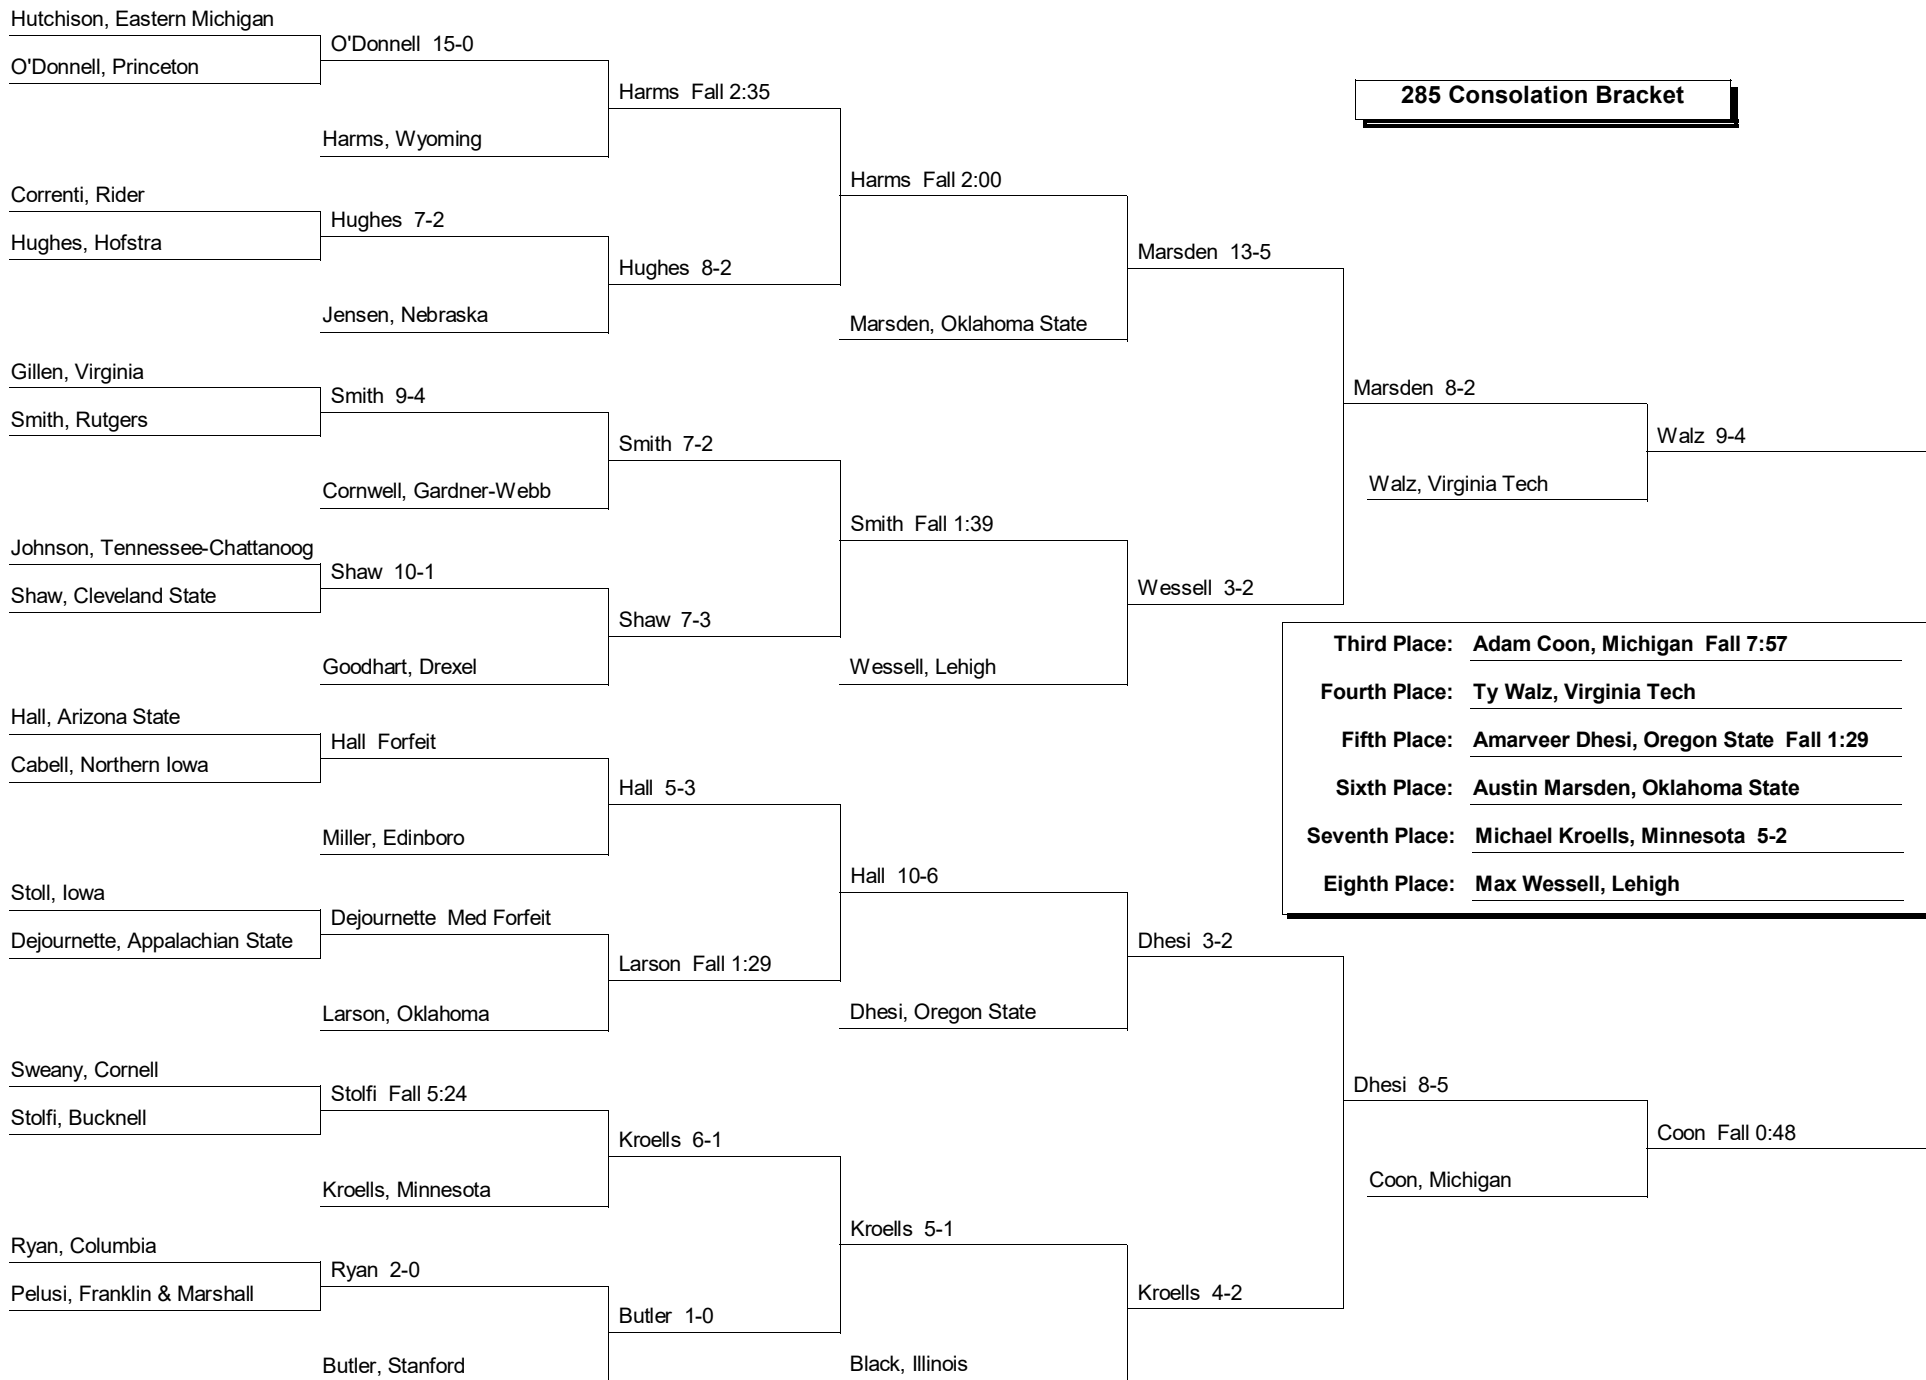 Hutchison, Eastern Michigan
O'Donnell, Princeton
O'Donnell 15-0
Harms, Wyoming
Harms Fall 2:35
285 Consolation Bracket
Correnti, Rider
Hughes, Hofstra
Hughes 7-2
Jensen, Nebraska
Hughes 8-2
Harms Fall 2:00
Marsden, Oklahoma State
Marsden 13-5
Gillen, Virginia
Smith, Rutgers
Smith 9-4
Cornwell, Gardner-Webb
Smith 7-2
Johnson, Tennessee-Chattanoog
Shaw, Cleveland State
Shaw 10-1
Goodhart, Drexel
Shaw 7-3
Smith Fall 1:39
Wessell, Lehigh
Wessell 3-2
Marsden 8-2
Walz, Virginia Tech
Walz 9-4
Third Place: Adam Coon, Michigan Fall 7:57
Fourth Place: Ty Walz, Virginia Tech
Fifth Place: Amarveer Dhesi, Oregon State Fall 1:29
Sixth Place: Austin Marsden, Oklahoma State
Seventh Place: Michael Kroells, Minnesota 5-2
Eighth Place: Max Wessell, Lehigh
Hall, Arizona State
Cabell, Northern Iowa
Hall Forfeit
Miller, Edinboro
Hall 5-3
Stoll, Iowa
Dejournette, Appalachian State
Dejournette Med Forfeit
Larson, Oklahoma
Larson Fall 1:29
Hall 10-6
Dhesi, Oregon State
Dhesi 3-2
Sweany, Cornell
Stolfi, Bucknell
Stolfi Fall 5:24
Kroells, Minnesota
Kroells 6-1
Ryan, Columbia
Pelusi, Franklin & Marshall
Ryan 2-0
Butler, Stanford
Butler 1-0
Kroells 5-1
Black, Illinois
Kroells 4-2
Dhesi 8-5
Coon, Michigan
Coon Fall 0:48